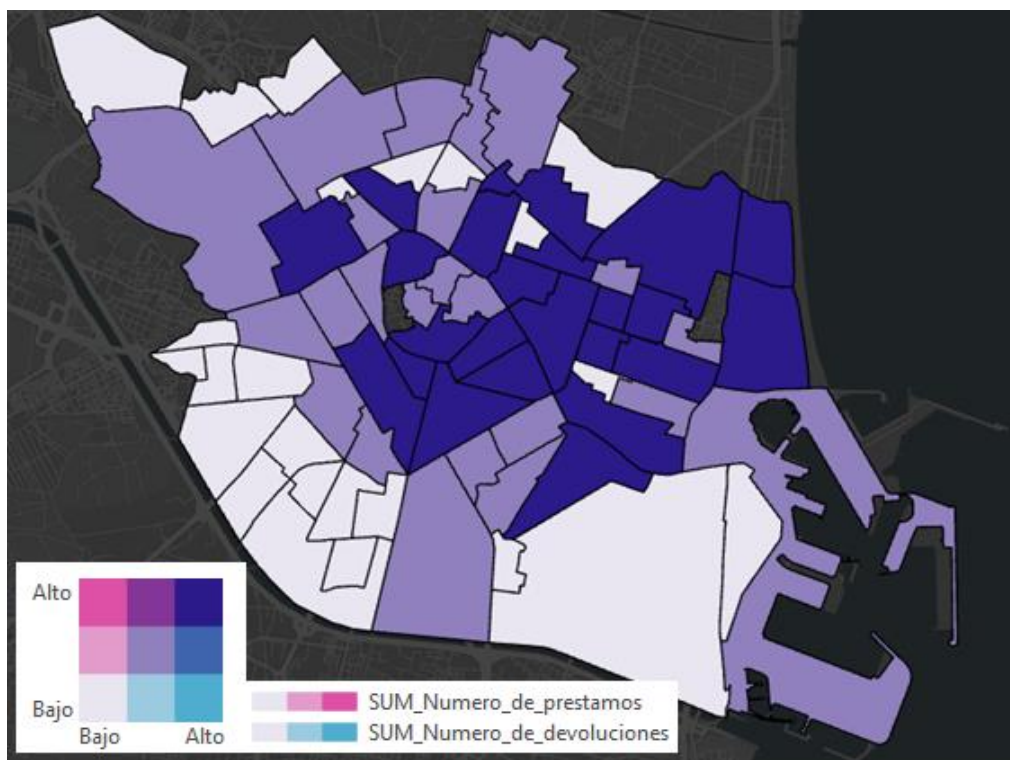 Alto
Bajo
Bajo Alto
SUM_Numero_de_prestamos
SUM_Numero_de_devoluciones